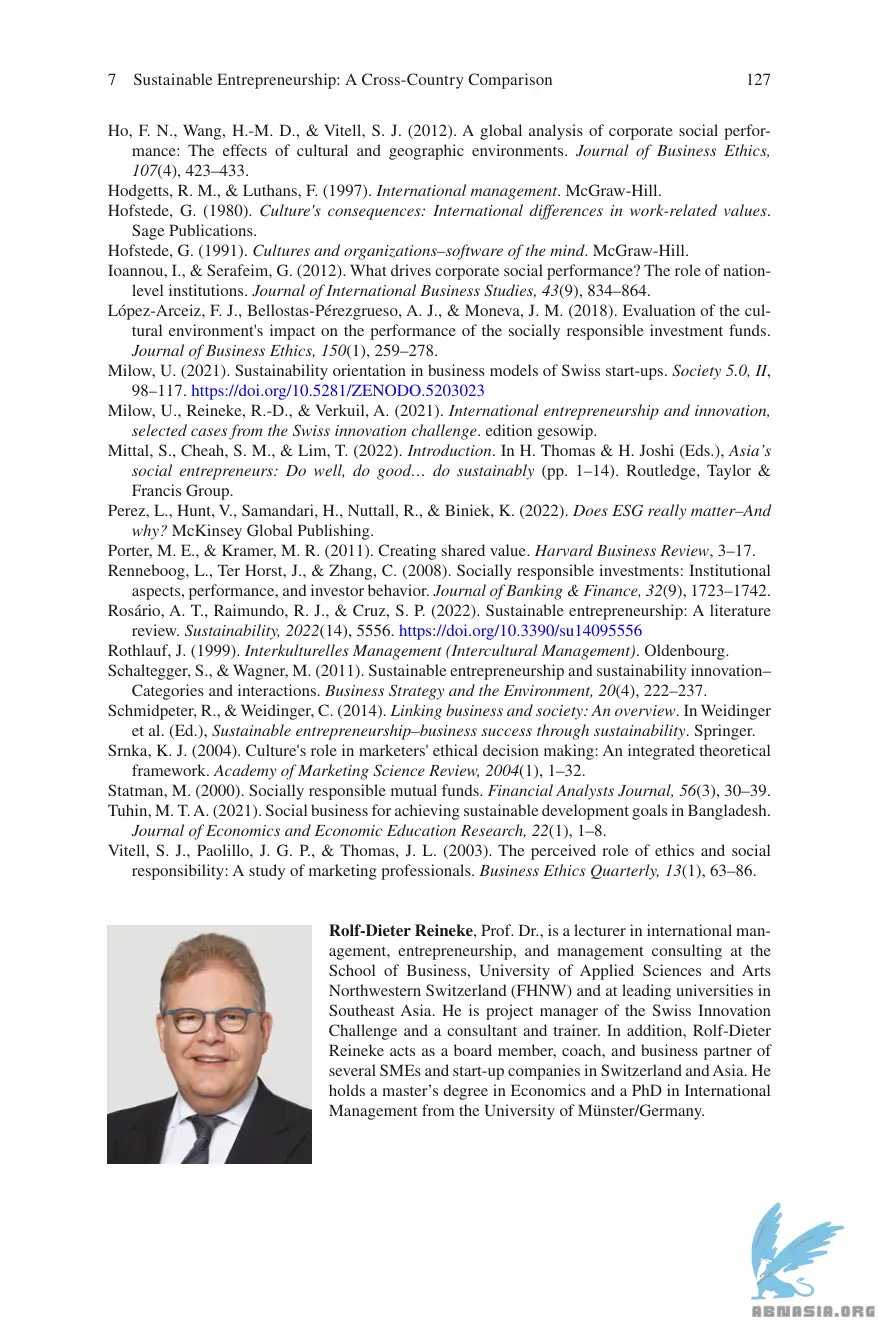 7 Sustainable Entrepreneurship: A Cross-Country Comparison 127
Ho, F. N., Wang, H.-M. D., & Vitell, S. J. (2012). A global analysis of corporate social perfor-
mance: The effects of cultural and geographic environments. Journal of Business Ethics,
107(4), 423–433.
Hodgetts, R. M., & Luthans, F. (1997). International management. McGraw-Hill.
Hofstede, G. (1980). Culture's consequences: International differences in work-related values.
Sage Publications.
Hofstede, G. (1991). Cultures and organizations–software of the mind. McGraw-Hill.
Ioannou, I., & Serafeim, G. (2012). What drives corporate social performance? The role of nation-
level institutions. Journal of International Business Studies, 43(9), 834–864.
López-Arceiz, F. J., Bellostas-Pérezgrueso, A. J., & Moneva, J. M. (2018). Evaluation of the cul-
tural environment's impact on the performance of the socially responsible investment funds.
Journal of Business Ethics, 150(1), 259–278.
Milow, U. (2021). Sustainability orientation in business models of Swiss start-ups. Society 5.0, II,
98–117. https://doi.org/10.5281/ZENODO.5203023
Milow, U., Reineke, R.-D., & Verkuil, A. (2021). International entrepreneurship and innovation,
selected cases from the Swiss innovation challenge. edition gesowip.
Mittal, S., Cheah, S. M., & Lim, T. (2022). Introduction. In H. Thomas & H. Joshi (Eds.), Asia’s
social entrepreneurs: Do well, do good… do sustainably (pp. 1–14). Routledge, Taylor &
Francis Group.
Perez, L., Hunt, V., Samandari, H., Nuttall, R., & Biniek, K. (2022). Does ESG really matter–And
why? McKinsey Global Publishing.
Porter, M. E., & Kramer, M. R. (2011). Creating shared value. Harvard Business Review, 3–17.
Renneboog, L., Ter Horst, J., & Zhang, C. (2008). Socially responsible investments: Institutional
aspects, performance, and investor behavior. Journal of Banking & Finance, 32(9), 1723–1742.
Rosário, A. T., Raimundo, R. J., & Cruz, S. P. (2022). Sustainable entrepreneurship: A literature
review. Sustainability, 2022(14), 5556. https://doi.org/10.3390/su14095556
Rothlauf, J. (1999). Interkulturelles Management (Intercultural Management). Oldenbourg.
Schaltegger, S., & Wagner, M. (2011). Sustainable entrepreneurship and sustainability innovation–
Categories and interactions. Business Strategy and the Environment, 20(4), 222–237.
Schmidpeter, R., & Weidinger, C. (2014). Linking business and society: An overview. In Weidinger
et al. (Ed.), Sustainable entrepreneurship–business success through sustainability. Springer.
Srnka, K. J. (2004). Culture's role in marketers' ethical decision making: An integrated theoretical
framework. Academy of Marketing Science Review, 2004(1), 1–32.
Statman, M. (2000). Socially responsible mutual funds. Financial Analysts Journal, 56(3), 30–39.
Tuhin, M. T. A. (2021). Social business for achieving sustainable development goals in Bangladesh.
Journal of Economics and Economic Education Research, 22(1), 1–8.
Vitell, S. J., Paolillo, J. G. P., & Thomas, J. L. (2003). The perceived role of ethics and social
responsibility: A study of marketing professionals. Business Ethics Quarterly, 13(1), 63–86.
Rolf-Dieter Reineke, Prof. Dr., is a lecturer in international man-
agement, entrepreneurship, and management consulting at the
School of Business, University of Applied Sciences and Arts
Northwestern Switzerland (FHNW) and at leading universities in
Southeast Asia. He is project manager of the Swiss Innovation
Challenge and a consultant and trainer. In addition, Rolf-Dieter
Reineke acts as a board member, coach, and business partner of
several SMEs and start-up companies in Switzerland and Asia. He
holds a master’s degree in Economics and a PhD in International
Management from the University of Münster/Germany.
ABNASIA.ORG